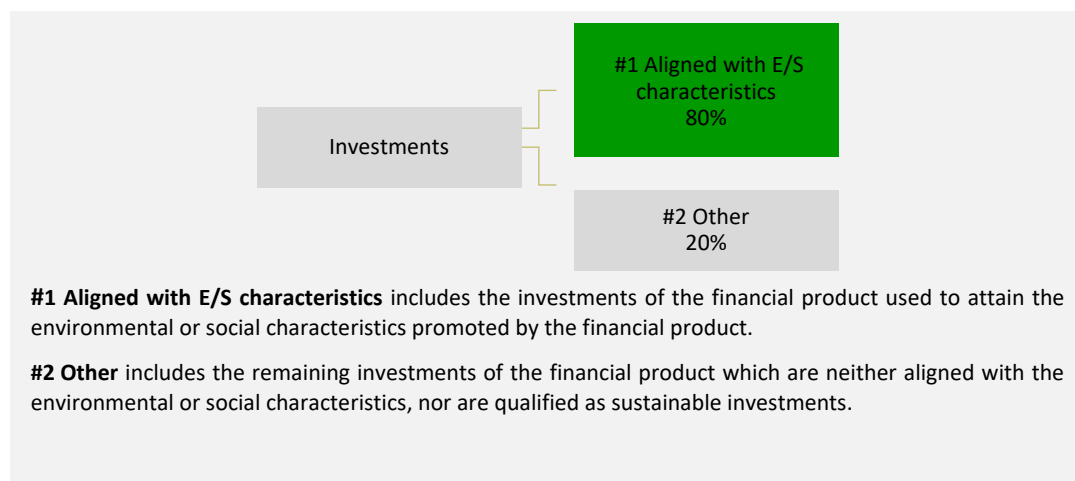 #1 Aligned with E/S
characteristics
80%
Investments
#2 Other
20%
#1 Aligned with E/S characteristics includes the investments of the financial product used to attain the
environmental or social characteristics promoted by the financial product.
#2 Other includes the remaining investments of the financial product which are neither aligned with the
environmental or social characteristics, nor are qualified as sustainable investments.